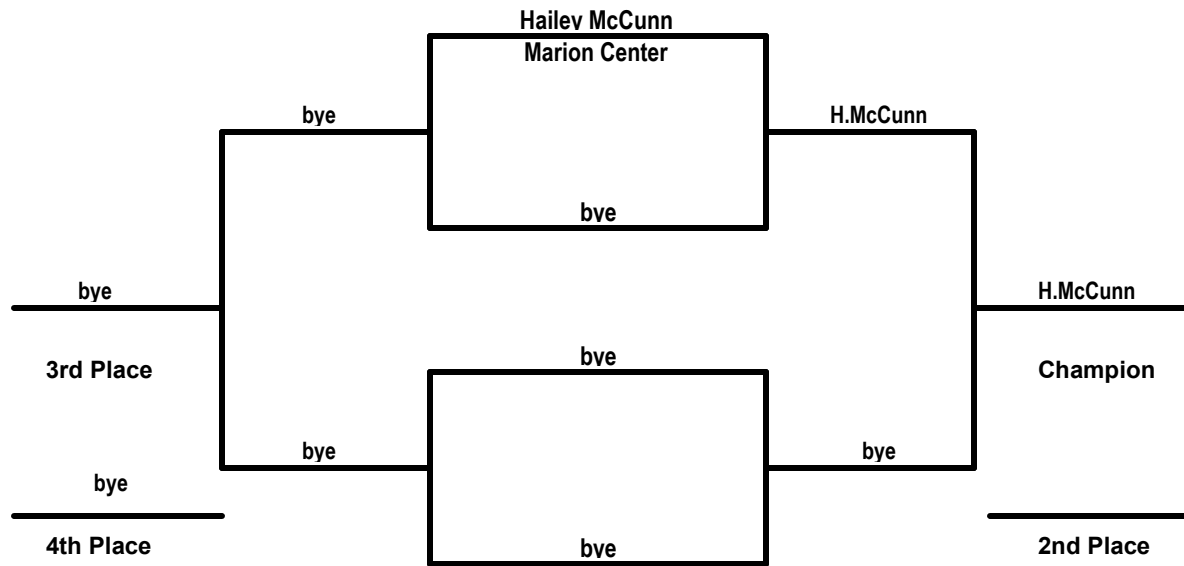 Hailey McCunn
Marion Center
bye
H.McCunn
bye
bye
H.McCunn
3rd Place
bye
Champion
bye
bye
bye
4th Place
bye
2nd Place